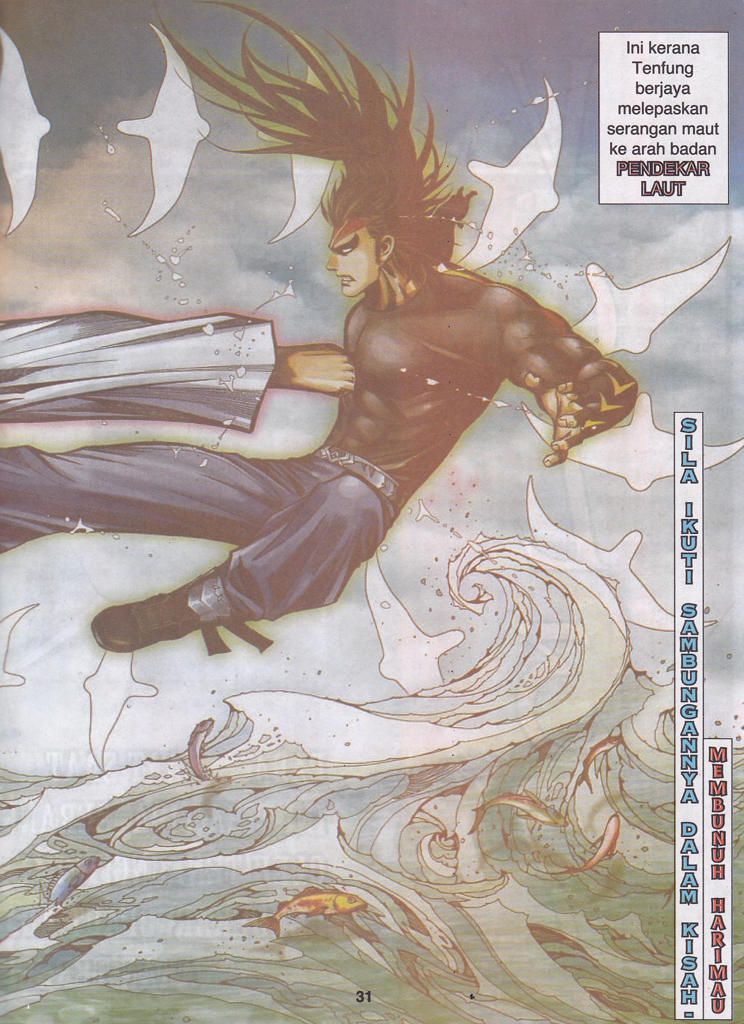 Ini kerana
Tenfung
berjaya
melepaskan
serangan maut
ke arah badan
PENDEKAR
LAUT
SILA IKUTI SAMBUNGANNYA DALAM KISAH-
MEMBUNUH HARIMAU
31